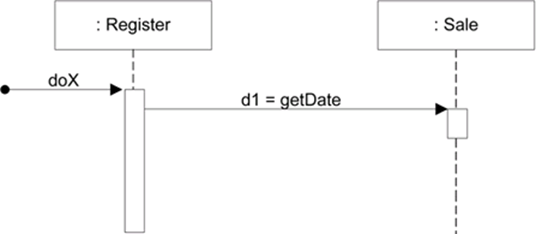 : Register
: Sale
doX
d1 = getDate